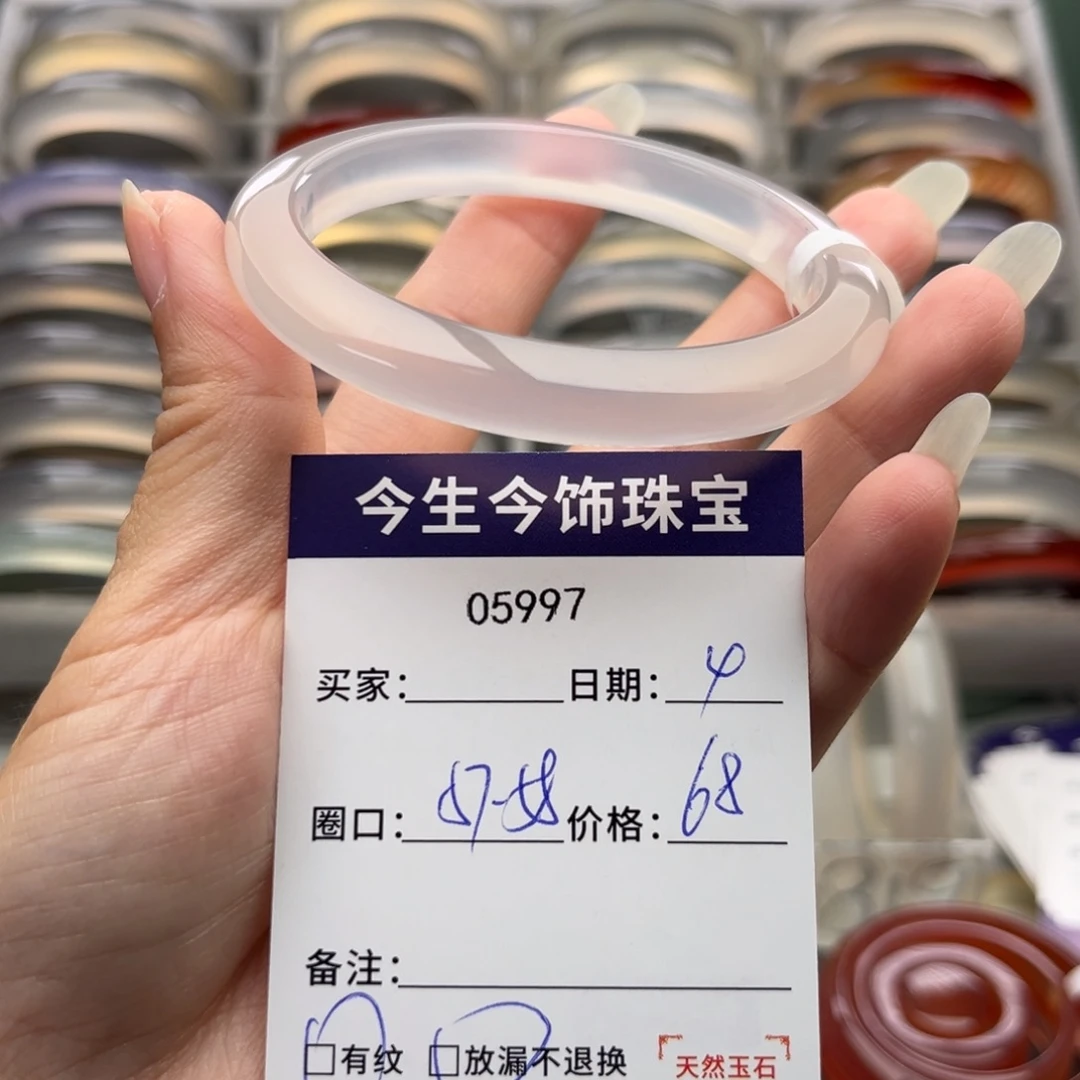 今生今饰珠宝
05997
买家：日期：φ
圈口：57-58 价格：68
备注：
□有纹 □放漏不退换 天然玉石